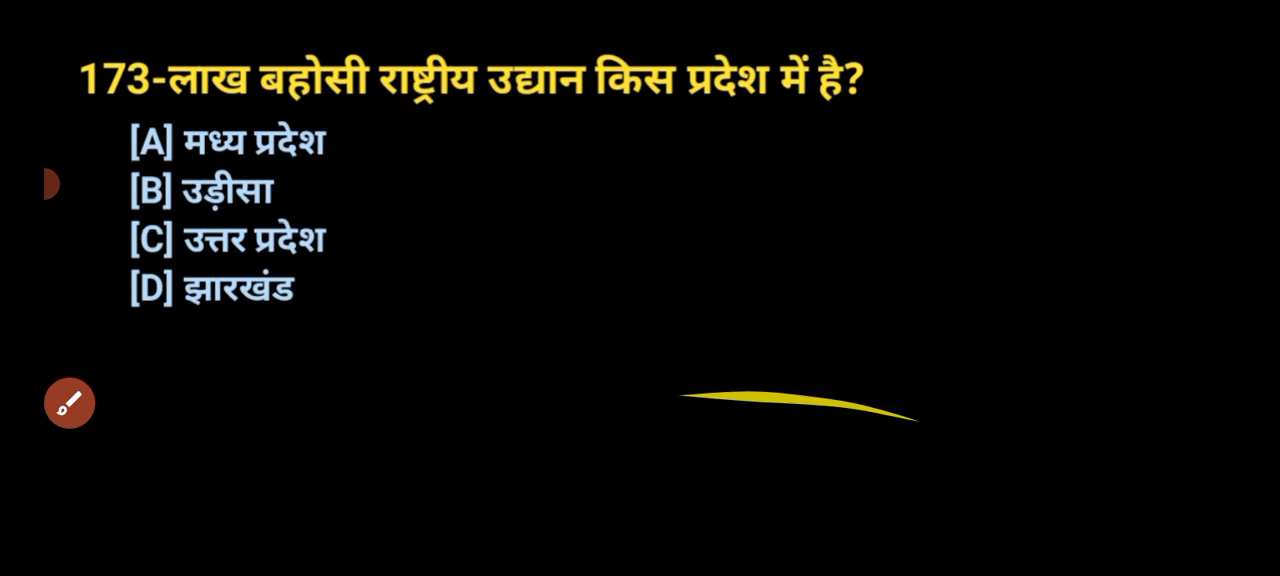 173-लाख बहोसी राष्ट्रीय उद्यान किस प्रदेश में है?
[A] मध्य प्रदेश
[B] उड़ीसा
[C] उत्तर प्रदेश
[D] झारखंड